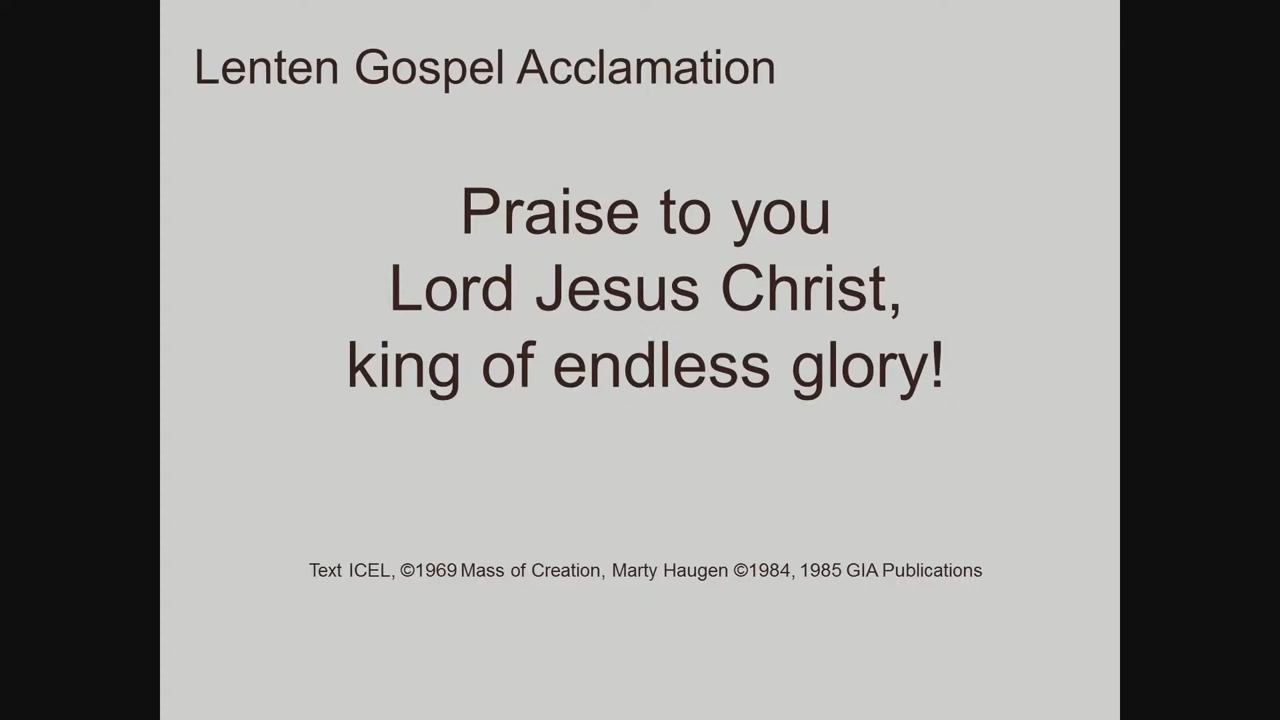 Lenten Gospel Acclamation
Praise to you
Lord Jesus Christ,
king of endless glory!
Text ICEL, ©1969 Mass of Creation, Marty Haugen ©1984, 1985 GIA Publications